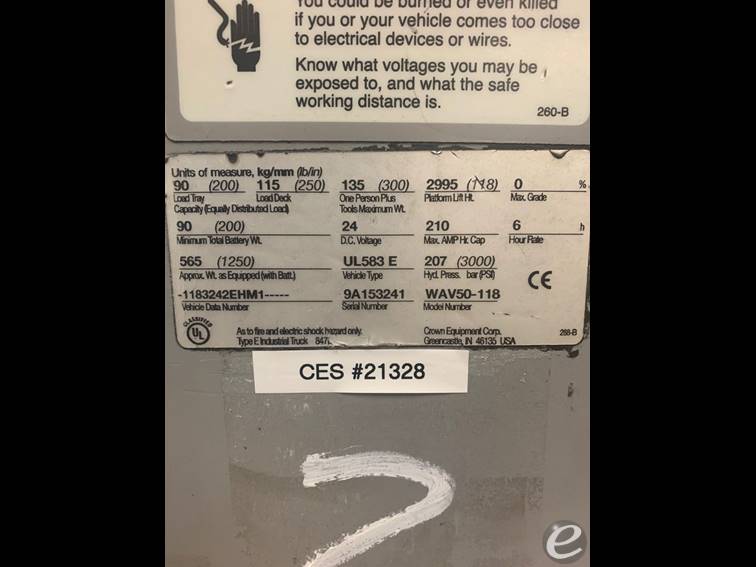 You could be burned or even killed
if you or your vehicle comes too close
to electrical devices or wires.
Know what voltages you may be
exposed to, and what the safe
working distance is.
260-B
Units of measure, kg/mm (lb/in)
90 (200) 115 (250) 135 (300) 2995 (118) 0 %
Load Tray Load Deck One Person Plus Platform Lift Ht. Max. Grade
Capacity (Equally Distributed Load) Tools Maximum Wt.
90 (200) 24 210 6 h
Minimum Total Battery Wt. D.C. Voltage Max. AMP Hr. Cap Hour Rate
565 (1250) UL583 E 207 (3000)
Approx. Wt. as Equipped (with Batt.) Vehicle Type Hyd. Press. bar (PSI) CE
-1183242EHM1----- 9A153241 WAV50-118
Vehicle Data Number Serial Number Model Number
CLASSIFIED
UL
As to fire and electric shock hazard only. Crown Equipment Corp.
Type E Industrial Truck 847L Greencastle, IN 46135 USA 288-B
CES #21328
e